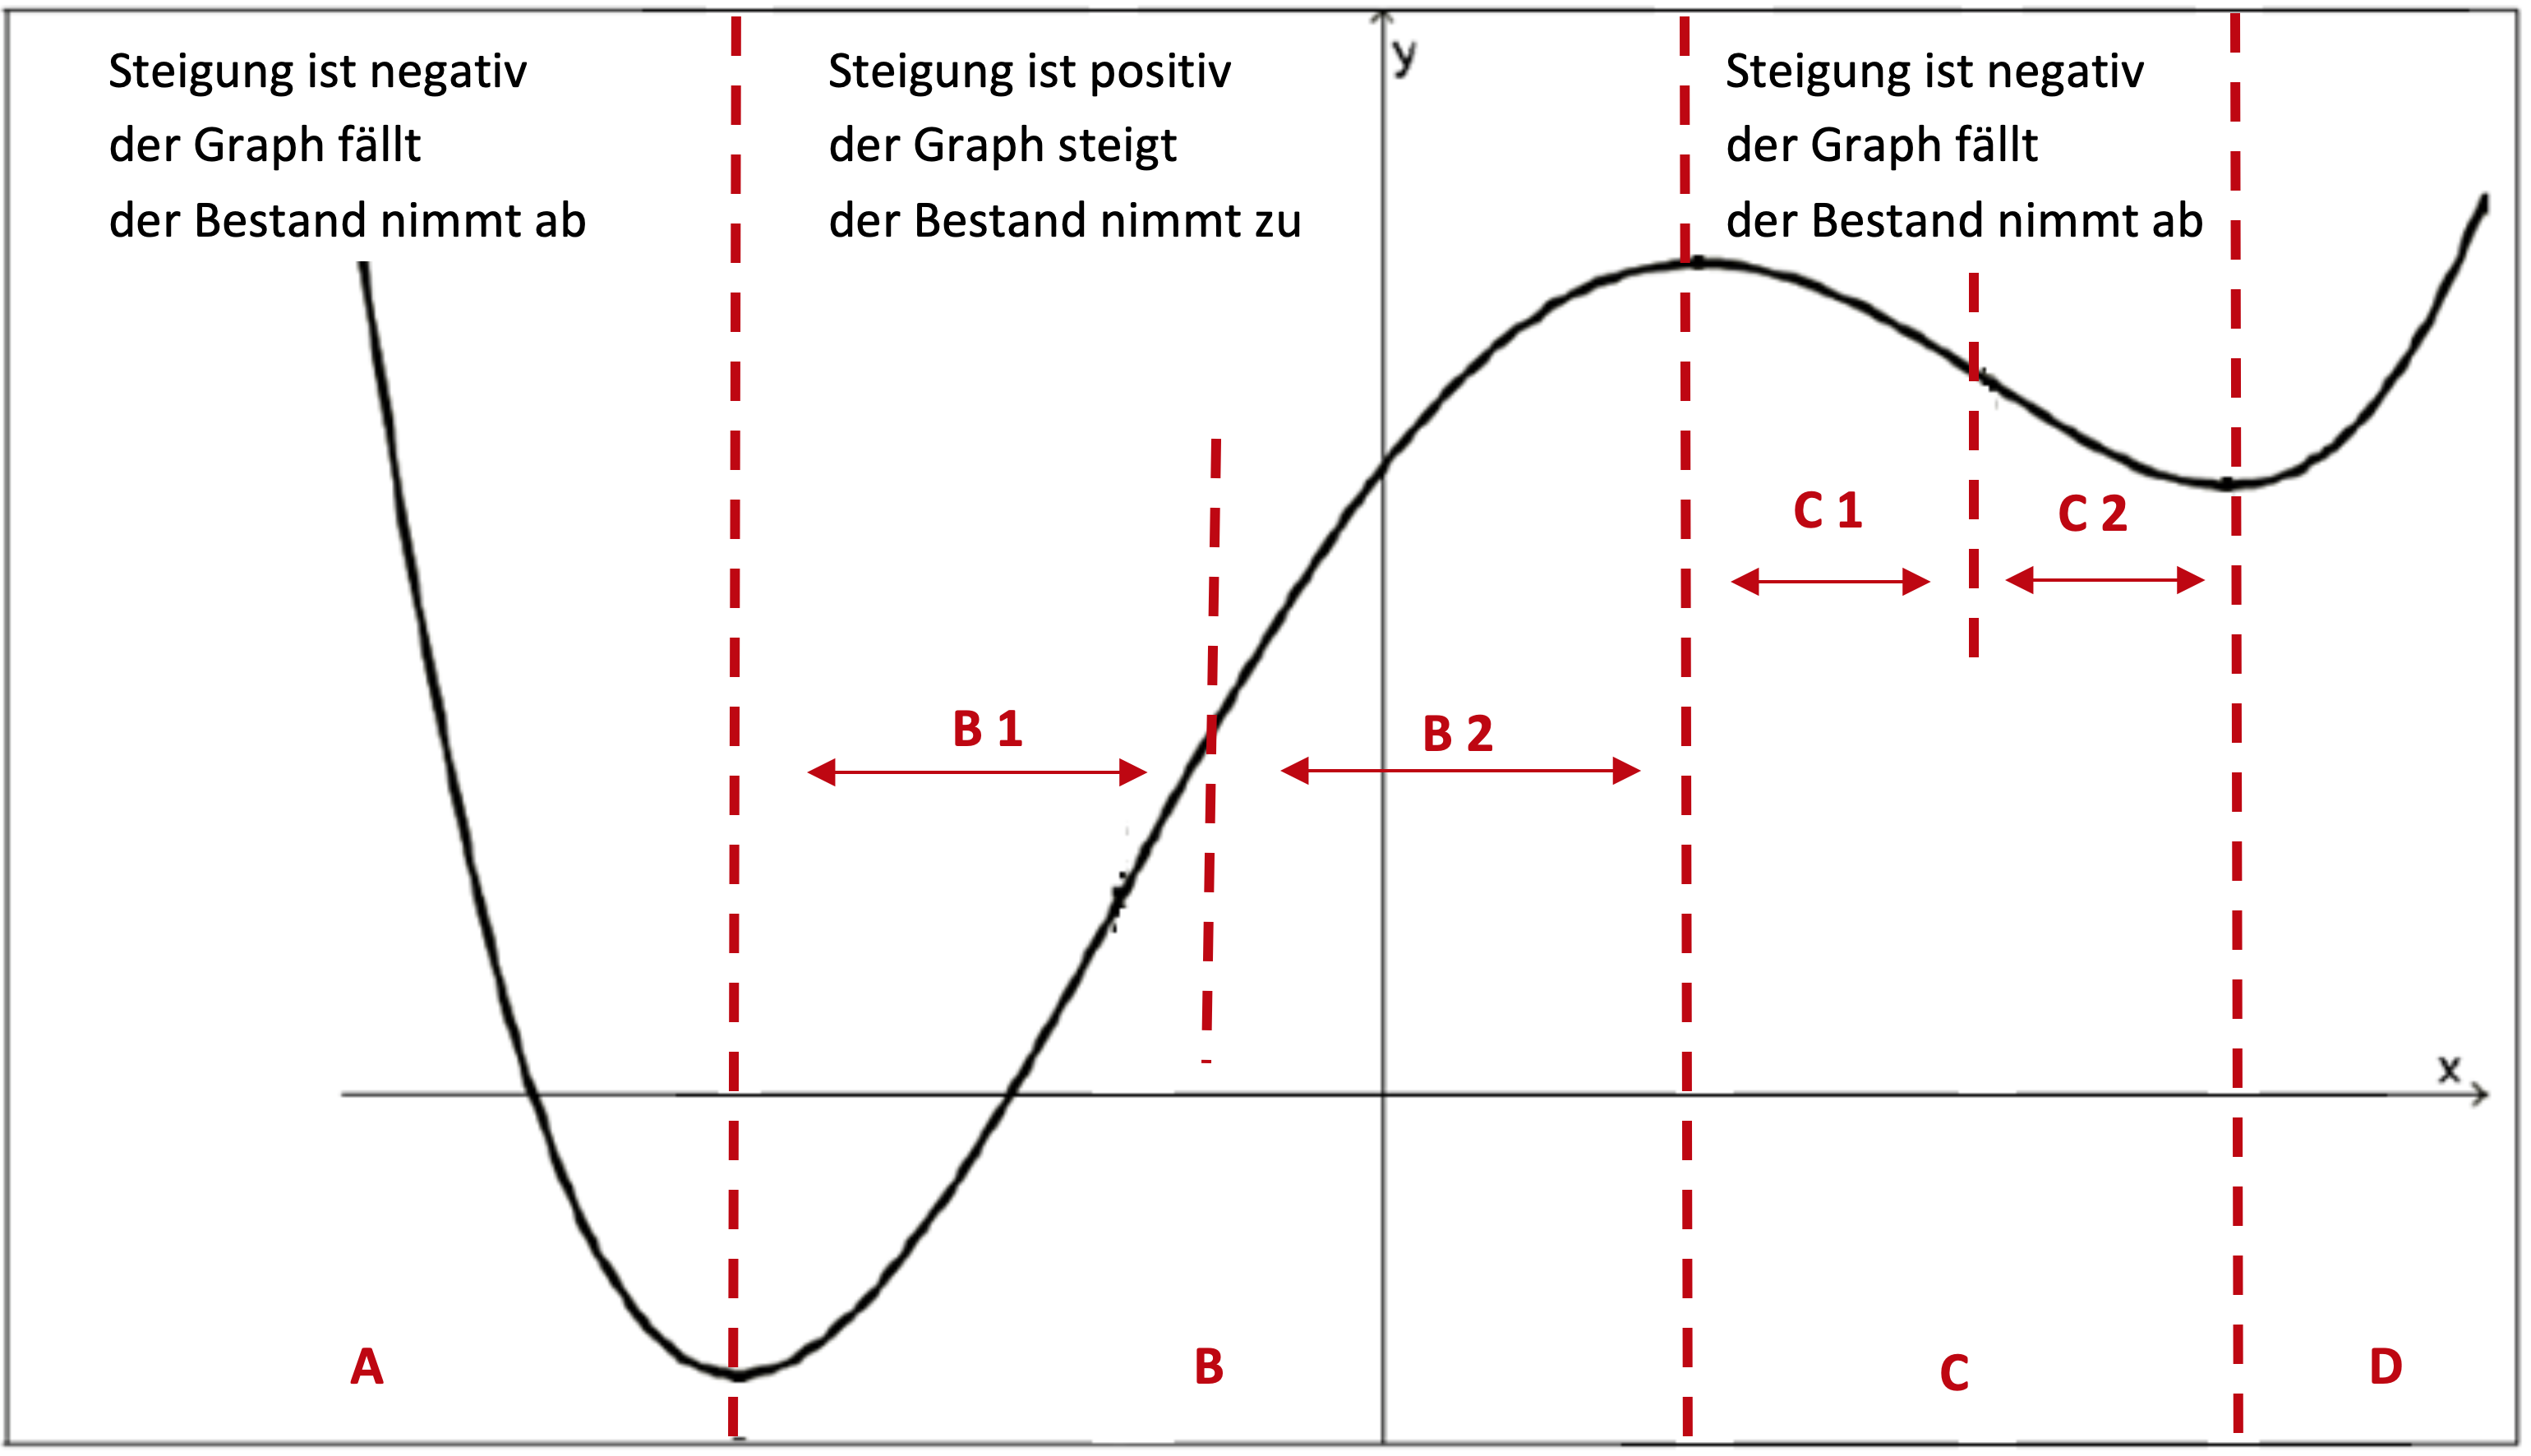 Steigung ist negativ
der Graph fällt
der Bestand nimmt ab
Steigung ist positiv
der Graph steigt
der Bestand nimmt zu
y
Steigung ist negativ
der Graph fällt
der Bestand nimmt ab
C 1
C 2
B 1
B 2
x
A
B
C
D